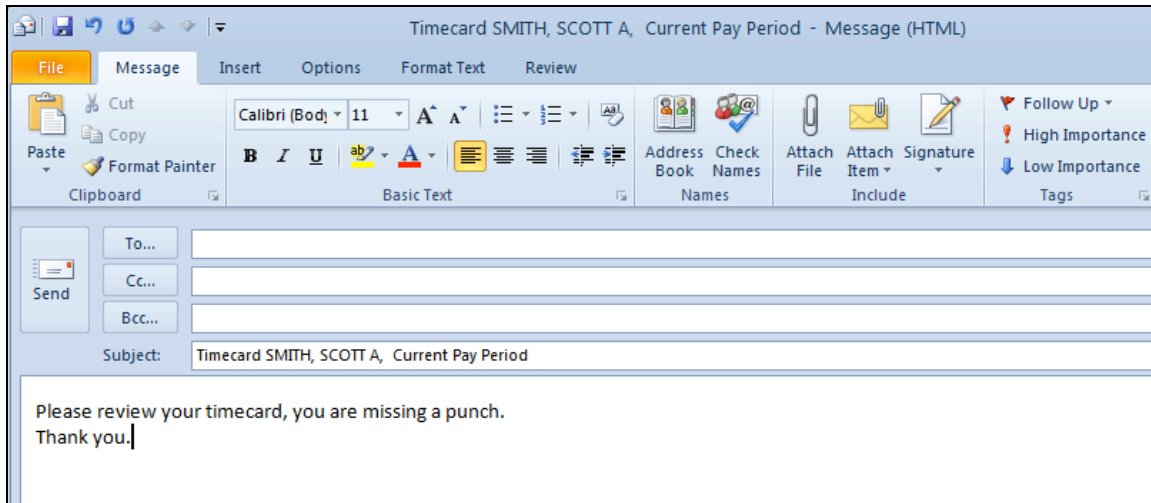 Timecard SMITH, SCOTT A,  Current Pay Period  -  Message (HTML)
File Message Insert Options Format Text Review
Paste
Cut
Copy
Format Painter
Clipboard
Calibri (Body 11
B I U
Basic Text
Address Book
Check Names
Names
Attach File
Attach Item
Signature
Include
Follow Up
High Importance
Low Importance
Tags
Send
To...
Cc...
Bcc...
Subject: Timecard SMITH, SCOTT A,  Current Pay Period
Please review your timecard, you are missing a punch.
Thank you.